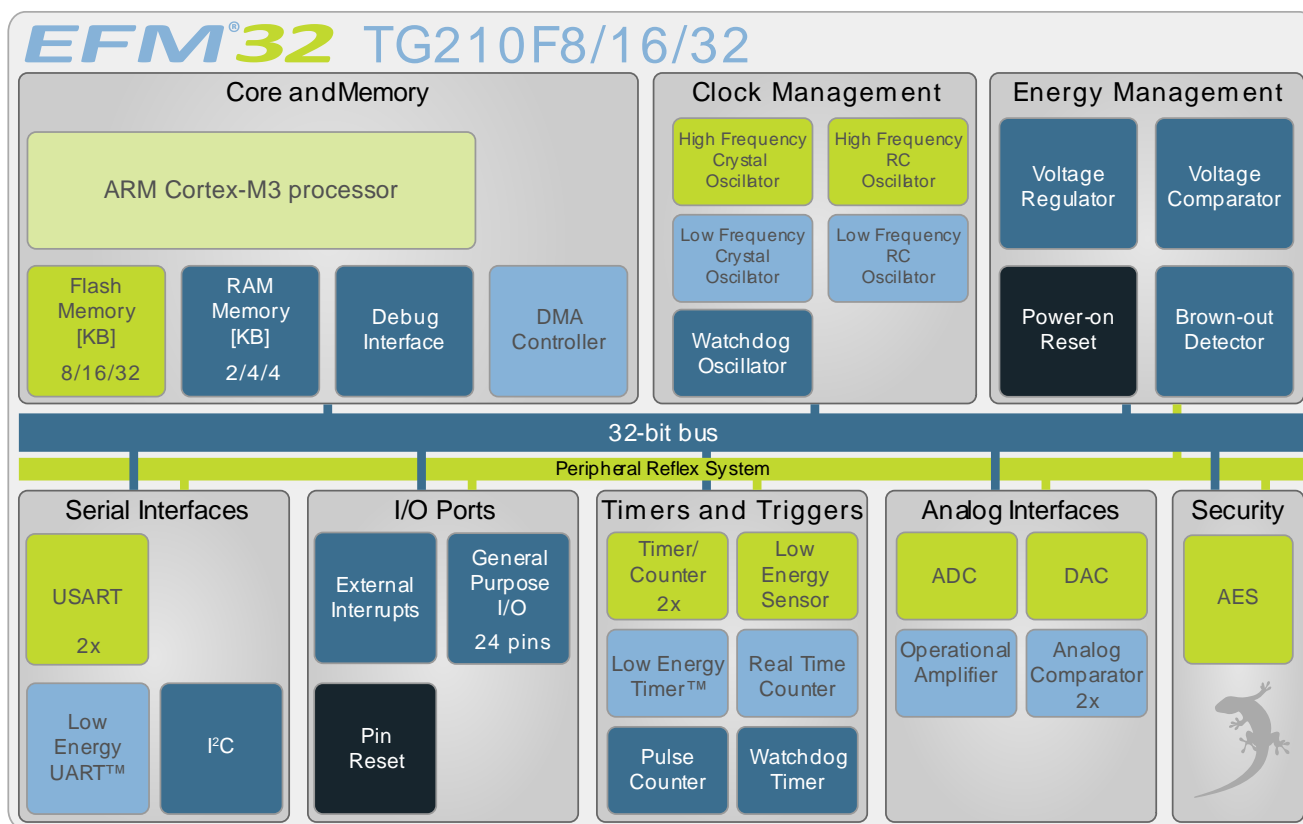 EFM®32 TG210F8/16/32
Core and Memory
ARM Cortex-M3 processor
Flash
Memory
[KB]
8/16/32
RAM
Memory
[KB]
2/4/4
Debug
Interface
DMA
Controller
Clock Management
High Frequency
Crystal
Oscillator
High Frequency
RC
Oscillator
Low Frequency
Crystal
Oscillator
Low Frequency
RC
Oscillator
Watchdog
Oscillator
Energy Management
Voltage
Regulator
Voltage
Comparator
Power-on
Reset
Brown-out
Detector
32-bit bus
Peripheral Reflex System
Serial Interfaces
USART
2x
Low
Energy
UART™
I²C
I/O Ports
External
Interrupts
General
Purpose
I/O
24 pins
Pin
Reset
Timers and Triggers
Timer/
Counter
2x
Low
Energy
Sensor
Low Energy
Timer™
Real Time
Counter
Pulse
Counter
Watchdog
Timer
Analog Interfaces
ADC
DAC
Operational
Amplifier
Analog
Comparator
2x
Security
AES